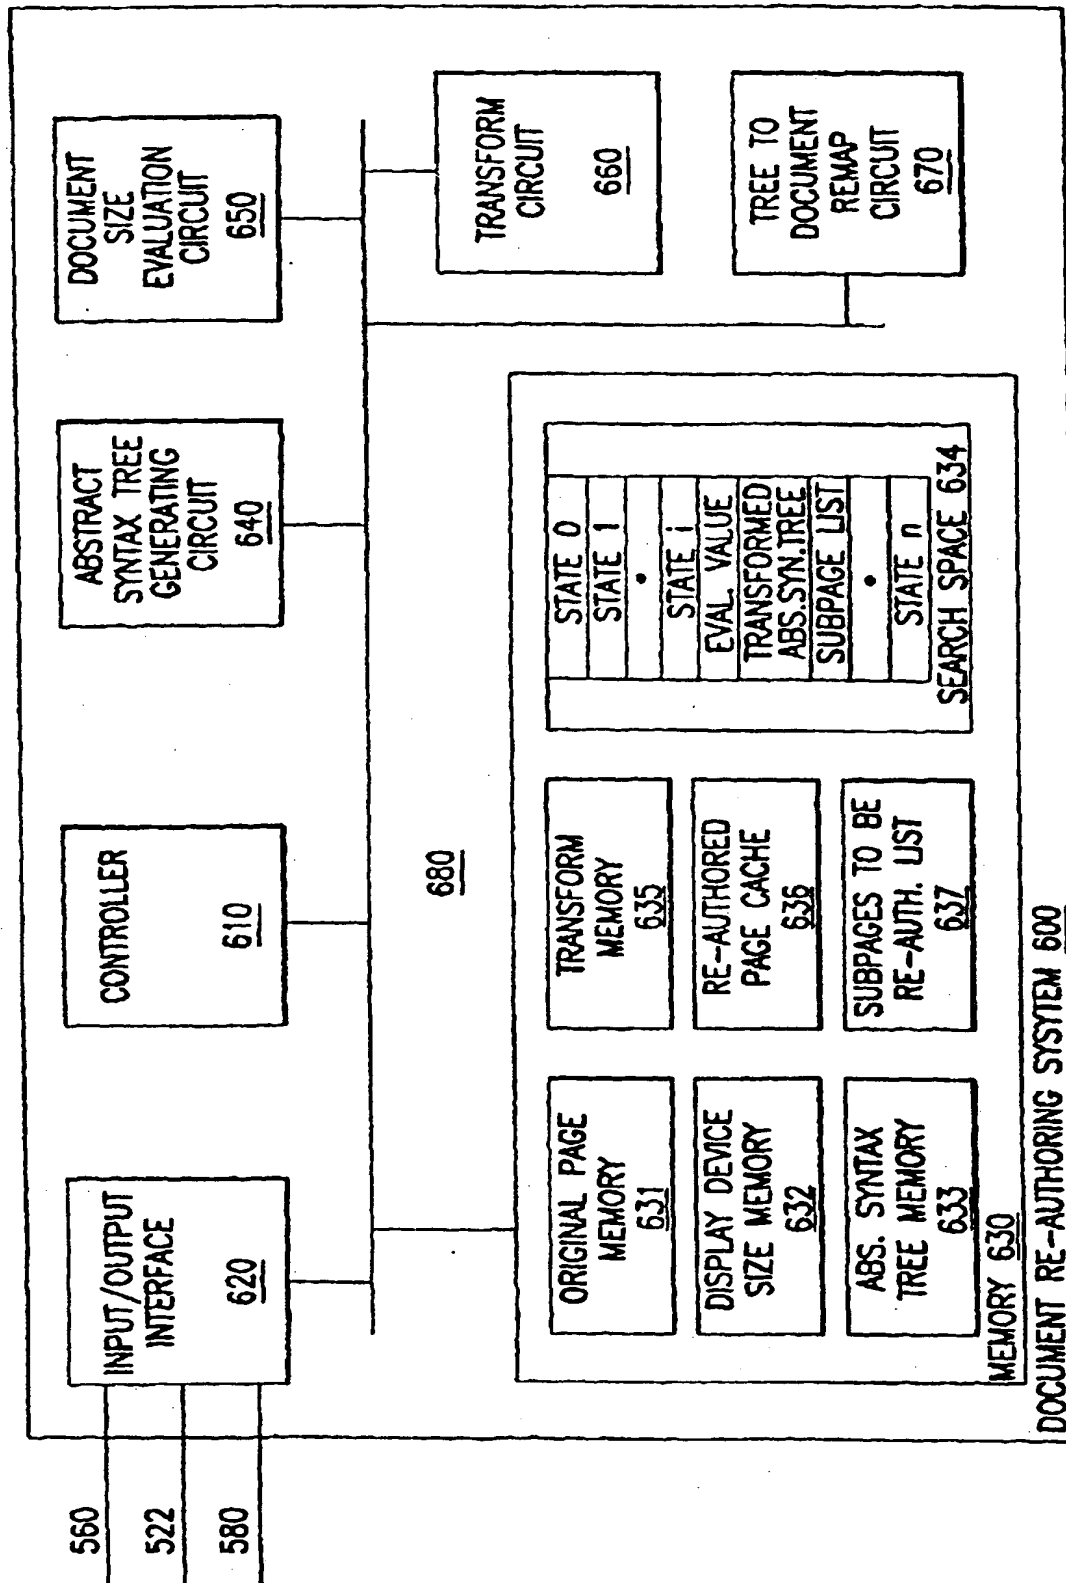 560
522
580
INPUT/OUTPUT
INTERFACE
620
CONTROLLER
610
ABSTRACT
SYNTAX TREE
GENERATING
CIRCUIT
640
DOCUMENT
SIZE
EVALUATION
CIRCUIT
650
TRANSFORM
CIRCUIT
660
TREE TO
DOCUMENT
REMAP
CIRCUIT
670
680
ORIGINAL PAGE
MEMORY
631
DISPLAY DEVICE
SIZE MEMORY
632
ABS. SYNTAX
TREE MEMORY
633
TRANSFORM
MEMORY
635
RE-AUTHORED
PAGE CACHE
636
SUBPAGES TO BE
RE-AUTH. LIST
637
STATE 0
STATE 1
•
STATE i
EVAL. VALUE
TRANSFORMED
ABS.SYN.TREE
SUBPAGE LIST
•
STATE n
SEARCH SPACE 634
MEMORY 630
DOCUMENT RE-AUTHORING SYSYTEM 600